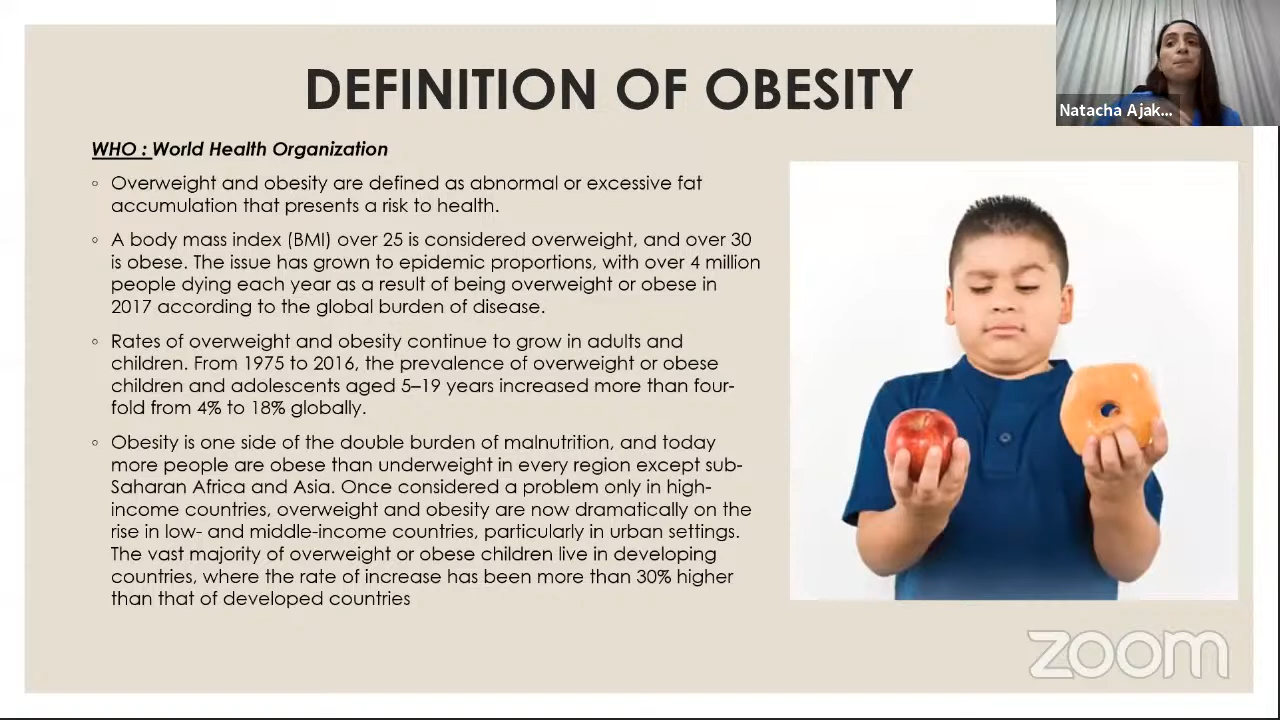 DEFINITION OF OBESITY
Natacha Ajak...
WHO : World Health Organization
◦ Overweight and obesity are defined as abnormal or excessive fat
accumulation that presents a risk to health.
◦ A body mass index (BMI) over 25 is considered overweight, and over 30
is obese. The issue has grown to epidemic proportions, with over 4 million
people dying each year as a result of being overweight or obese in
2017 according to the global burden of disease.
◦ Rates of overweight and obesity continue to grow in adults and
children. From 1975 to 2016, the prevalence of overweight or obese
children and adolescents aged 5–19 years increased more than four-
fold from 4% to 18% globally.
◦ Obesity is one side of the double burden of malnutrition, and today
more people are obese than underweight in every region except sub-
Saharan Africa and Asia. Once considered a problem only in high-
income countries, overweight and obesity are now dramatically on the
rise in low- and middle-income countries, particularly in urban settings.
The vast majority of overweight or obese children live in developing
countries, where the rate of increase has been more than 30% higher
than that of developed countries
zoom